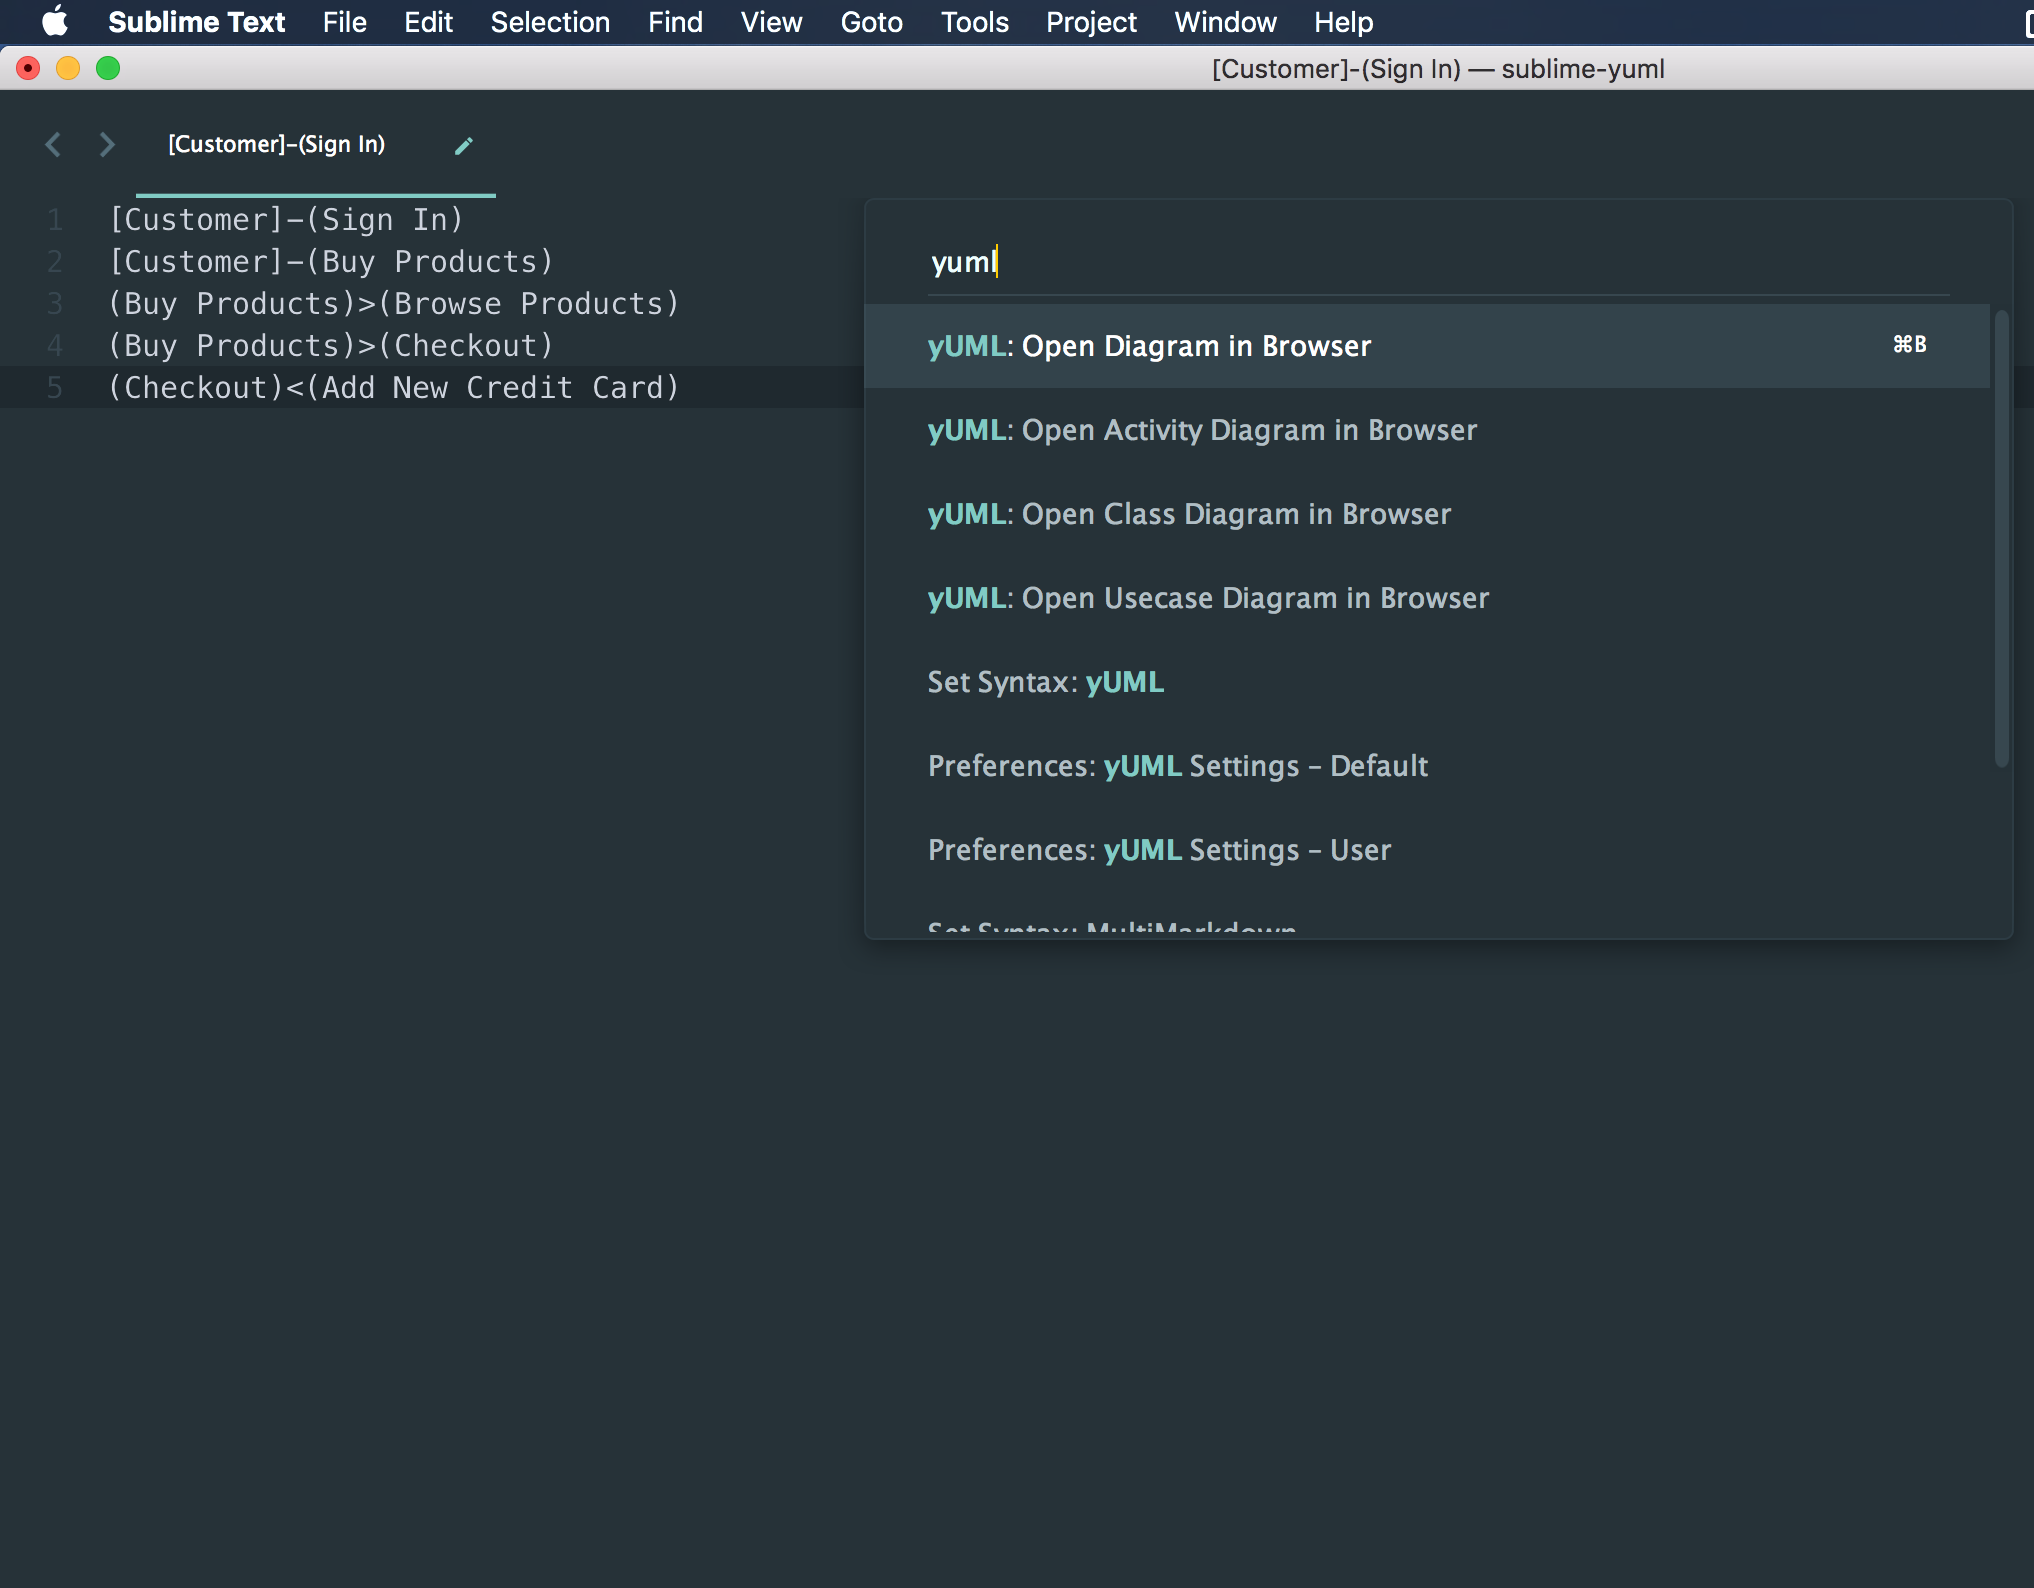 Sublime Text File Edit Selection Find View Goto Tools Project Window Help
[Customer]-(Sign In) — sublime-yuml
[Customer]-(Sign In)
1 [Customer]-(Sign In)
2 [Customer]-(Buy Products)
3 (Buy Products)>(Browse Products)
4 (Buy Products)>(Checkout)
5 (Checkout)<(Add New Credit Card)
yuml
yUML: Open Diagram in Browser ⌘B
yUML: Open Activity Diagram in Browser
yUML: Open Class Diagram in Browser
yUML: Open Usecase Diagram in Browser
Set Syntax: yUML
Preferences: yUML Settings – Default
Preferences: yUML Settings – User
Set Syntax: MultiMarkdown